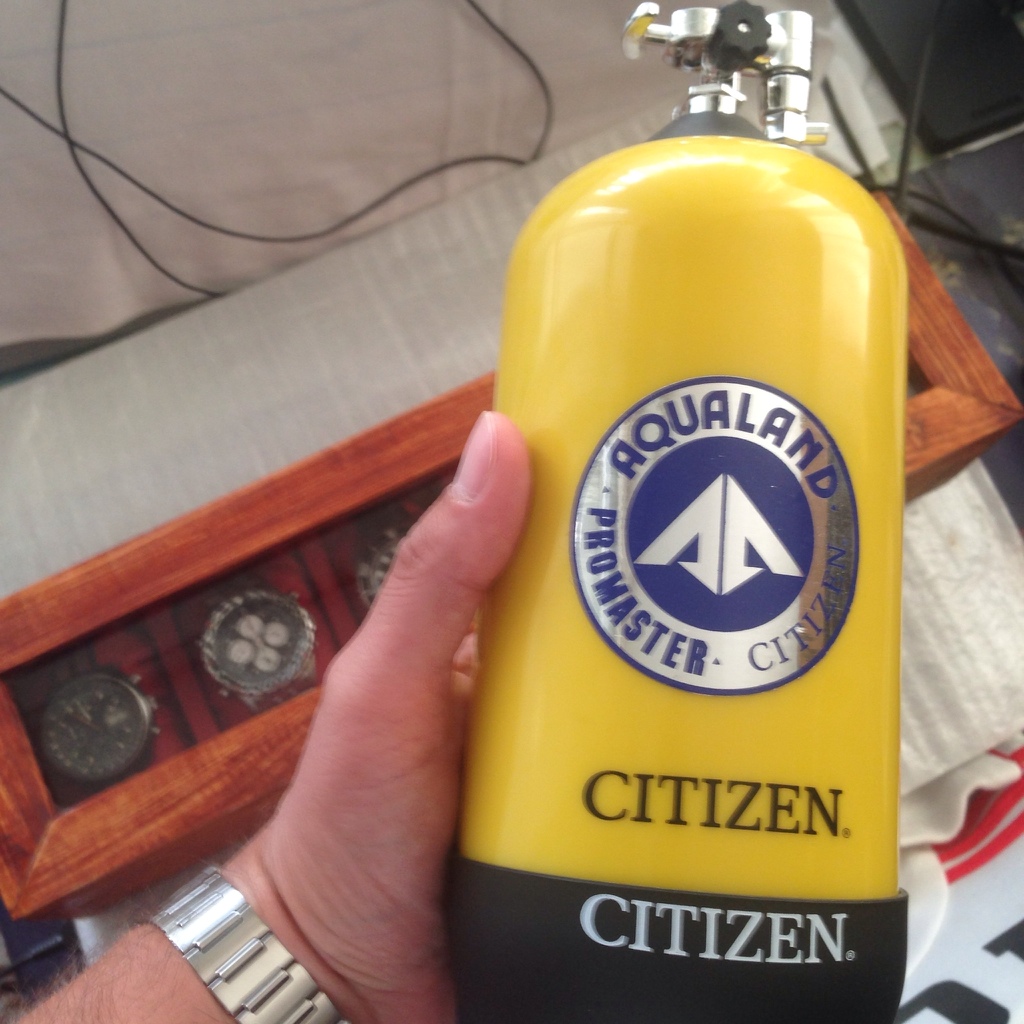 AQUALAND
· PROMASTER ·
CITIZEN
CITIZEN®
CITIZEN®